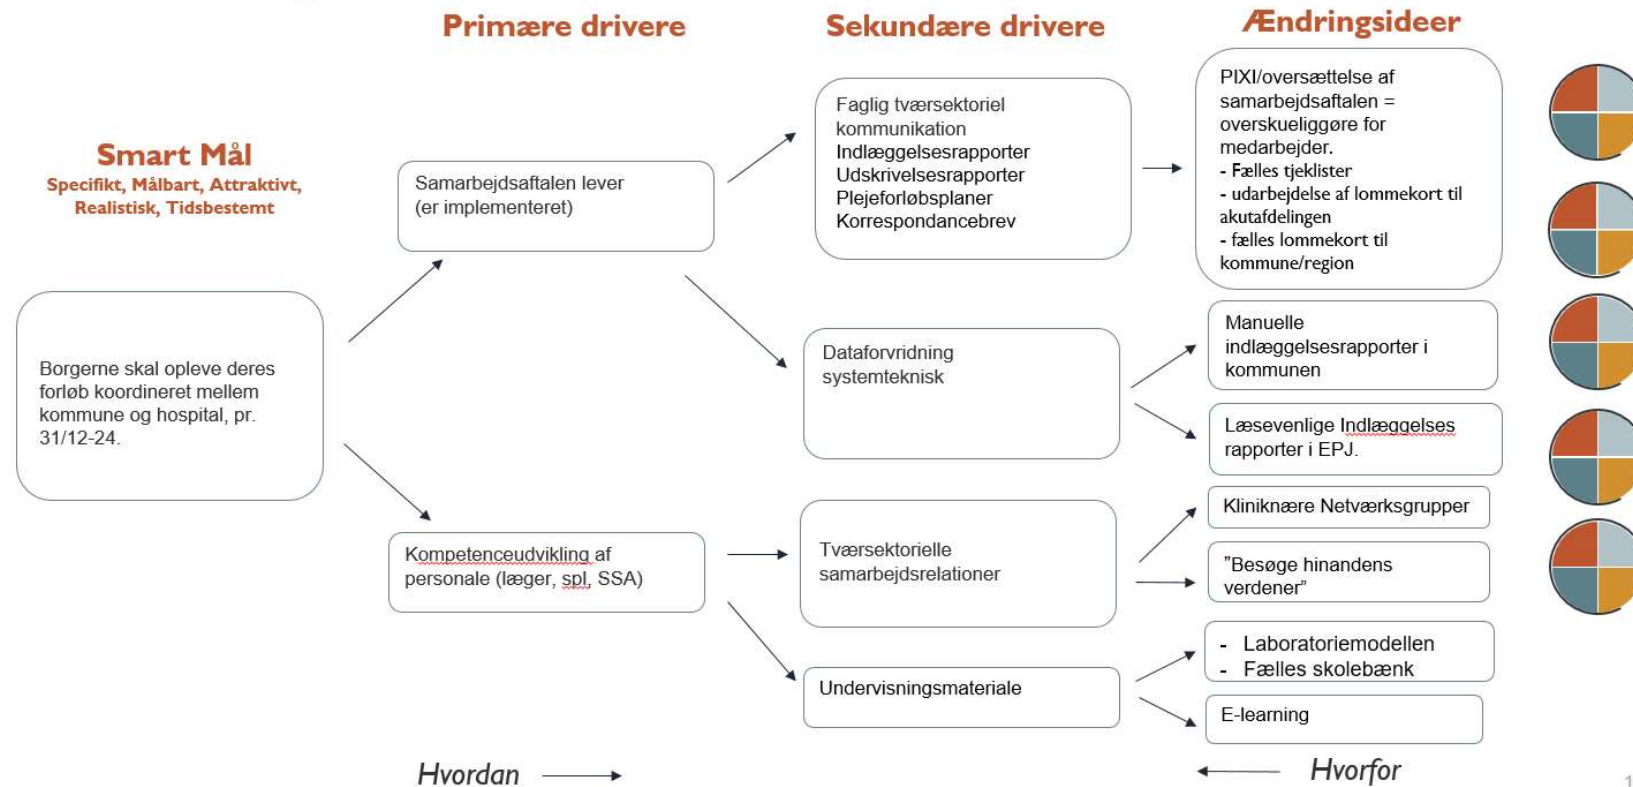 Primære drivere
Sekundære drivere
Ændringsideer
Smart Mål
Specifikt, Målbart, Attraktivt,
Realistisk, Tidsbestemt
Borgerne skal opleve deres
forløb koordineret mellem
kommune og hospital, pr.
31/12-24.
Samarbejdsaftalen lever
(er implementeret)
Kompetenceudvikling af
personale (læger, spl, SSA)
Faglig tværsektoriel
kommunikation
Indlæggelsesrapporter
Udskrivelsesrapporter
Plejeforløbsplaner
Korrespondancebrev
Dataforvridning
systemteknisk
Tværsektorielle
samarbejdsrelationer
Undervisningsmateriale
PIXI/oversættelse af
samarbejdsaftalen =
overskueliggøre for
medarbejder.
- Fælles tjeklister
- udarbejdelse af lommekort til
akutafdelingen
- fælles lommekort til
kommune/region
Manuelle
indlæggelsesrapporter i
kommunen
Læsevenlige Indlæggelses
rapporter i EPJ.
Kliniknære Netværksgrupper
”Besøge hinandens
verdener”
- Laboratoriemodellen
- Fælles skolebænk
E-learning
Hvordan
Hvorfor
1